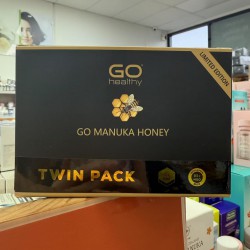 GO
healthy
LIMITED EDITION
GO MANUKA HONEY
TWIN PACK